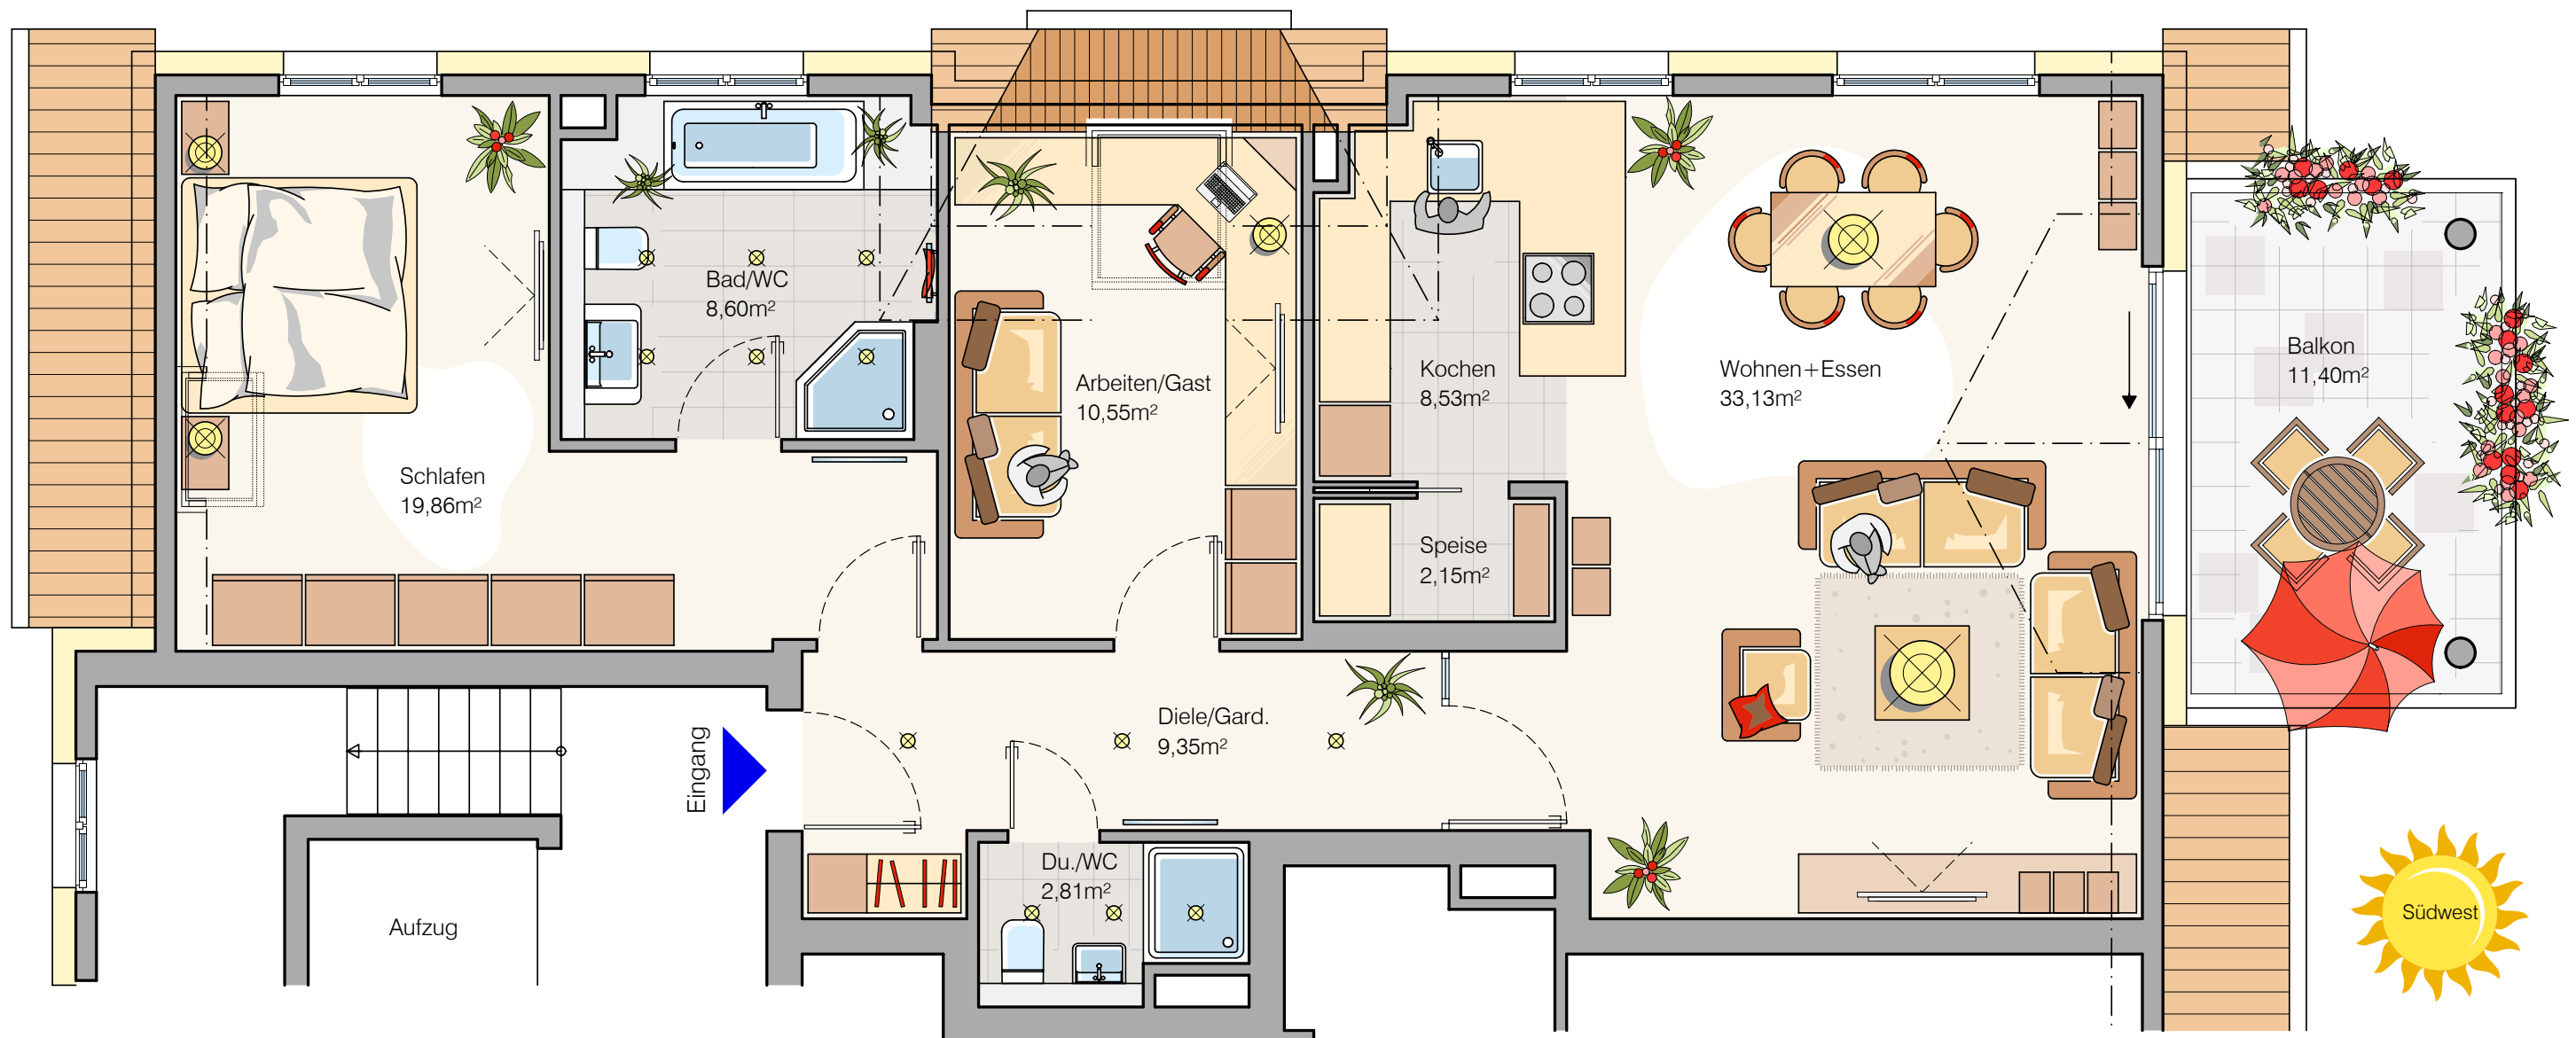 Schlafen
19,86m²
Bad/WC
8,60m²
Arbeiten/Gast
10,55m²
Kochen
8,53m²
Speise
2,15m²
Wohnen+Essen
33,13m²
Balkon
11,40m²
Eingang
Diele/Gard.
9,35m²
Du./WC
2,81m²
Aufzug
Südwest